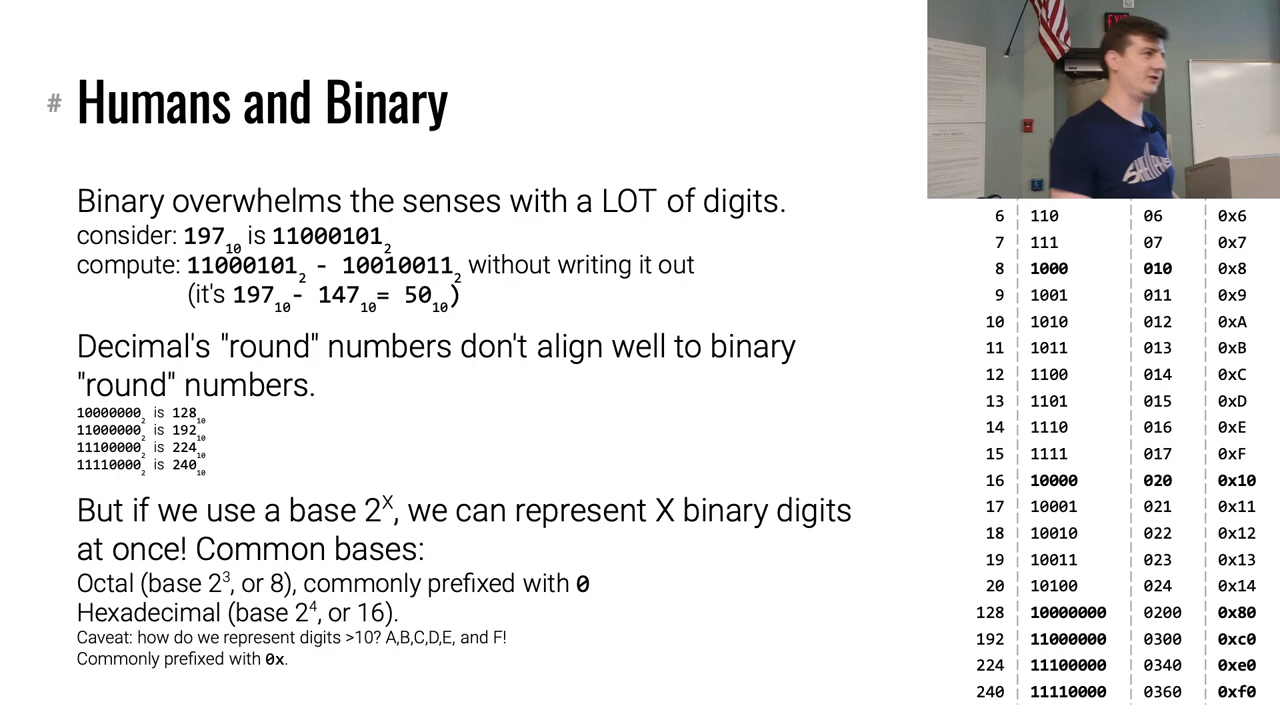 EXIT
# Humans and Binary
Binary overwhelms the senses with a LOT of digits.
consider: 197₁₀ is 11000101₂
compute: 11000101₂ - 10010011₂ without writing it out
(it's 197₁₀- 147₁₀= 50₁₀)
Decimal's "round" numbers don't align well to binary
"round" numbers.
10000000₂ is 128₁₀
11000000₂ is 192₁₀
11100000₂ is 224₁₀
11110000₂ is 240₁₀
But if we use a base 2ˣ, we can represent X binary digits
at once! Common bases:
Octal (base 2³, or 8), commonly prefixed with 0
Hexadecimal (base 2⁴, or 16).
Caveat: how do we represent digits >10? A,B,C,D,E, and F!
Commonly prefixed with 0x.
6 110 06 0x6
7 111 07 0x7
8 1000 010 0x8
9 1001 011 0x9
10 1010 012 0xA
11 1011 013 0xB
12 1100 014 0xC
13 1101 015 0xD
14 1110 016 0xE
15 1111 017 0xF
16 10000 020 0x10
17 10001 021 0x11
18 10010 022 0x12
19 10011 023 0x13
20 10100 024 0x14
128 10000000 0200 0x80
192 11000000 0300 0xc0
224 11100000 0340 0xe0
240 11110000 0360 0xf0